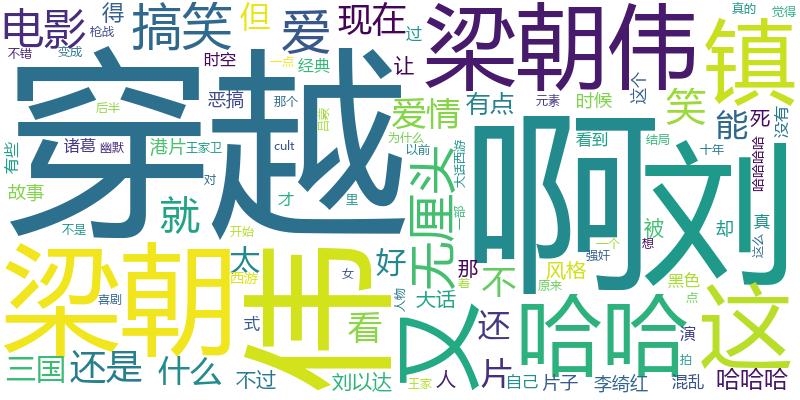 电影
枪战
得
搞笑
但
爱
现在
过
梁朝伟
镇
真的
觉得
不错
变成
时空
一点
经典
让
穿越
后半
恶搞
那个
爱情
有点
元素
时候
这个
笑
能
死
没有
有些
诸葛
幽默
港片
王家卫
cult
为什么
以前
大话西游
看到
结局
十年
哈哈哈哈
啊
刘
故事
对
才
里
无厘头
一部
不是
就
开始
太
西游
女
好
那
不
风格
被
却
真
这么
梁朝
伟
喜剧
大话
人物
看
原来
强奸
一个
想
黑色
点
又
还
哈哈
这
三国
还是
什么
式
不过
刘以达
王家
人
片
自己
片子
李绮红
演
拍
混乱
哈哈哈